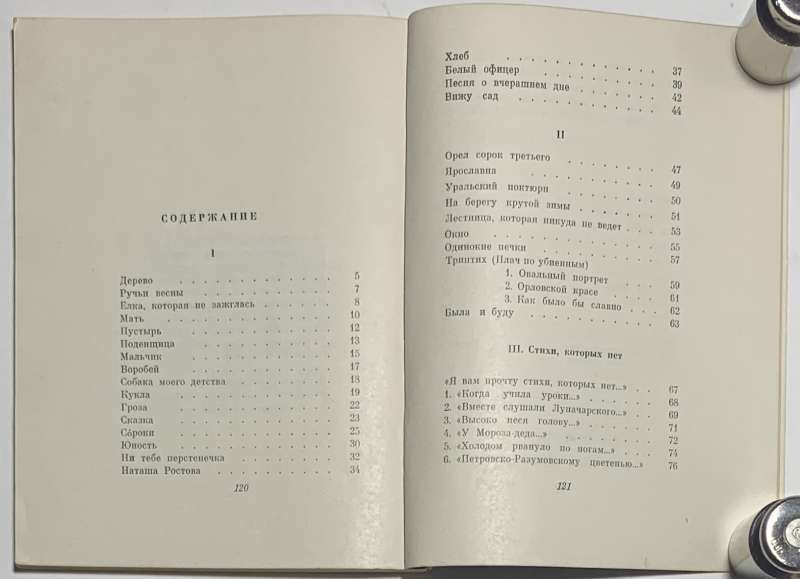 СОДЕРЖАНИЕ
I
Дерево . . . . . . . . . . . 5
Ручьи весны . . . . . . . . . . 7
Ёлка, которая не зажглась . . . . . . 8
Мать . . . . . . . . . . . 10
Пустырь . . . . . . . . . . . 12
Поденщица . . . . . . . . . . 13
Мальчик . . . . . . . . . . 15
Воробей . . . . . . . . . . 17
Собака моего детства . . . . . . . 18
Кукла . . . . . . . . . . . 19
Гроза . . . . . . . . . . . 22
Сказка . . . . . . . . . . . 23
Сороки . . . . . . . . . . . 25
Юность . . . . . . . . . . . 30
Ни тебе перстенечка . . . . . . . 32
Наташа Ростова . . . . . . . . 34
120
Хлеб . . . . . . . . . . . 37
Белый офицер . . . . . . . . . 39
Песня о вчерашнем дне . . . . . . 42
Вижу сад . . . . . . . . . . 44
II
Орел сорок третьего . . . . . . . 47
Ярославна . . . . . . . . . . 49
Уральский ноктюрн . . . . . . . . 50
На берегу крутой зимы . . . . . . 51
Лестница, которая никуда не ведет . . . 53
Окно . . . . . . . . . . . 55
Одинокие печки . . . . . . . . 57
Триптих (Плач по убиенным)
1. Овальный портрет . . . . 59
2. Орловской красе . . . . 61
3. Как было бы славно . . . 62
Была и буду . . . . . . . . . 63
III. Стихи, которых нет
«Я вам прочту стихи, которых нет...» . . . 67
1. «Когда учила уроки...» . . . . . 68
2. «Вместе слушали Луначарского...» . . . 69
3. «Высоко неся голову...» . . . . . 71
4. «У Мороза-деда...» . . . . . . 72
5. «Холодом рвануло по ногам...» . . . 74
6. «Петровско-Разумовскому цветенью...» 76
121